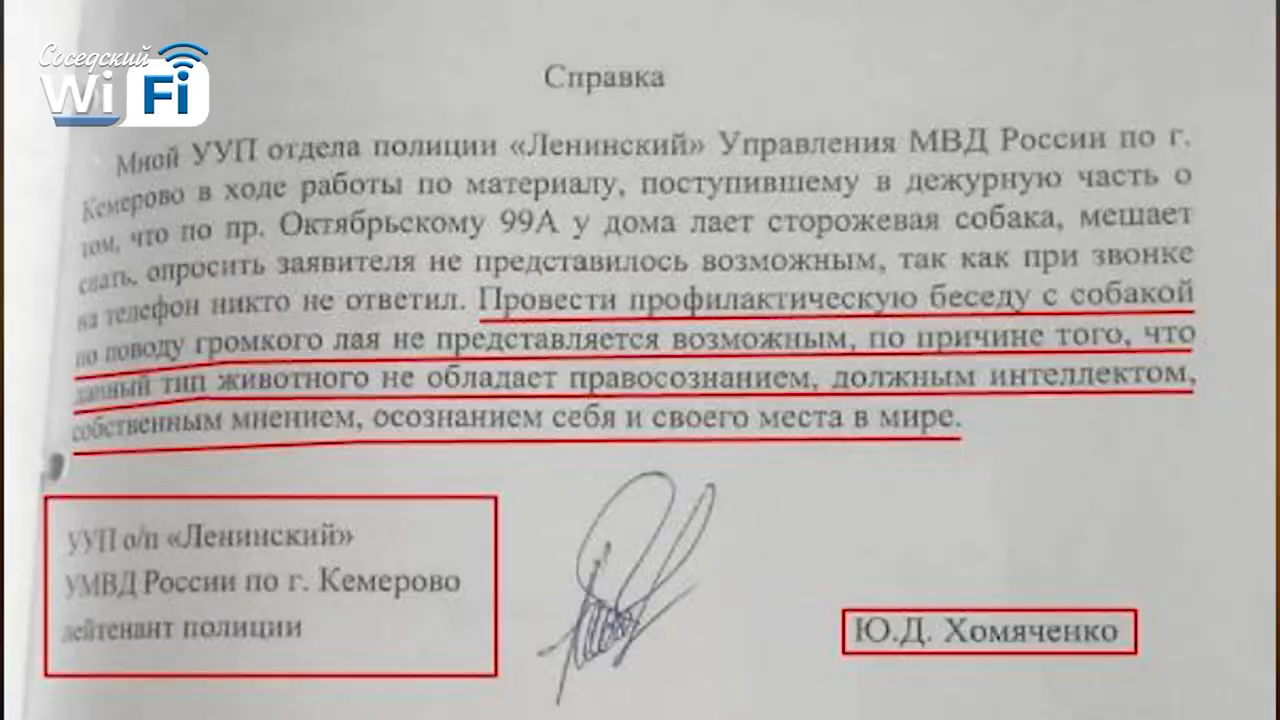 Соседский
WiFi
Справка
Мной УУП отдела полиции «Ленинский» Управления МВД России по г.
Кемерово в ходе работы по материалу, поступившему в дежурную часть о
том, что по пр. Октябрьскому 99А у дома лает сторожевая собака, мешает
спать, опросить заявителя не представилось возможным, так как при звонке
на телефон никто не ответил. Провести профилактическую беседу с собакой
по поводу громкого лая не представляется возможным, по причине того, что
данный тип животного не обладает правосознанием, должным интеллектом,
собственным мнением, осознанием себя и своего места в мире.
УУП о/п «Ленинский»
УМВД России по г. Кемерово
лейтенант полиции
Ю.Д. Хомяченко